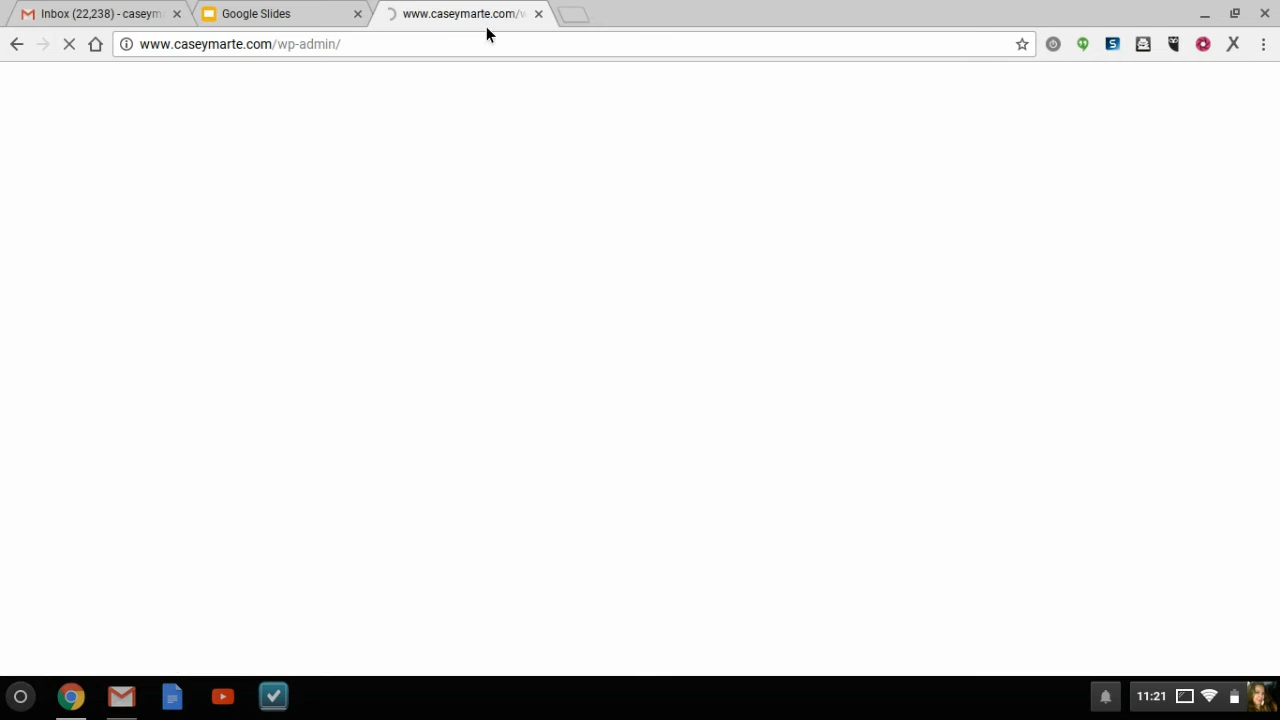 Inbox (22,238) - caseym
Google Slides
www.caseymarte.com/w
www.caseymarte.com/wp-admin/
S
X
11:21